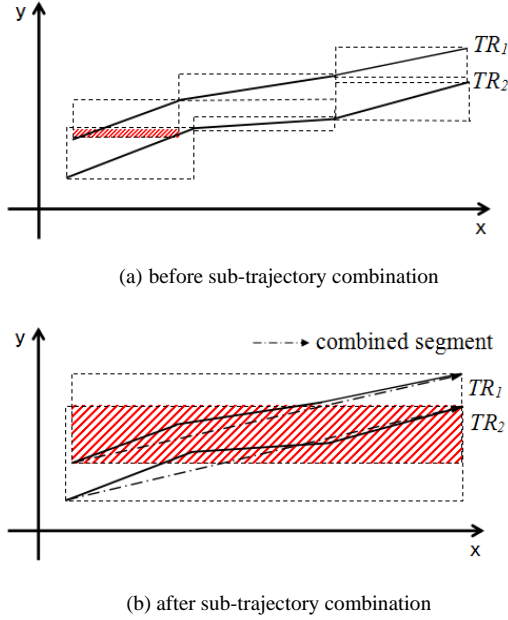 y
TR1
TR2
x
(a) before sub-trajectory combination
y
combined segment
TR1
TR2
x
(b) after sub-trajectory combination